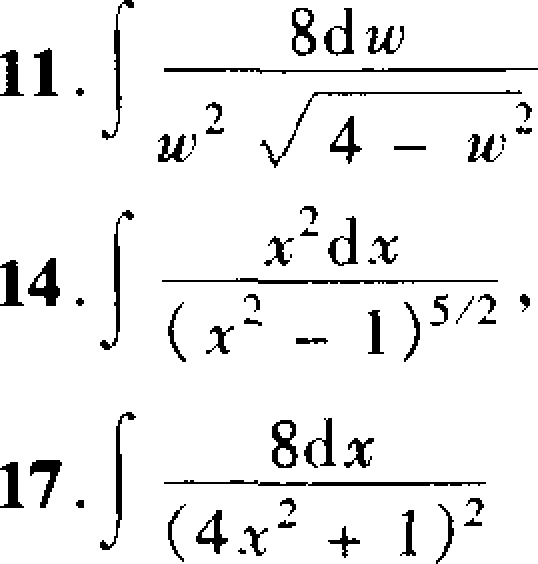 11. ∫ 8dw / (w² √(4 − w²))
14. ∫ x²dx / (x² − 1)^{5/2},
17. ∫ 8dx / (4x² + 1)²